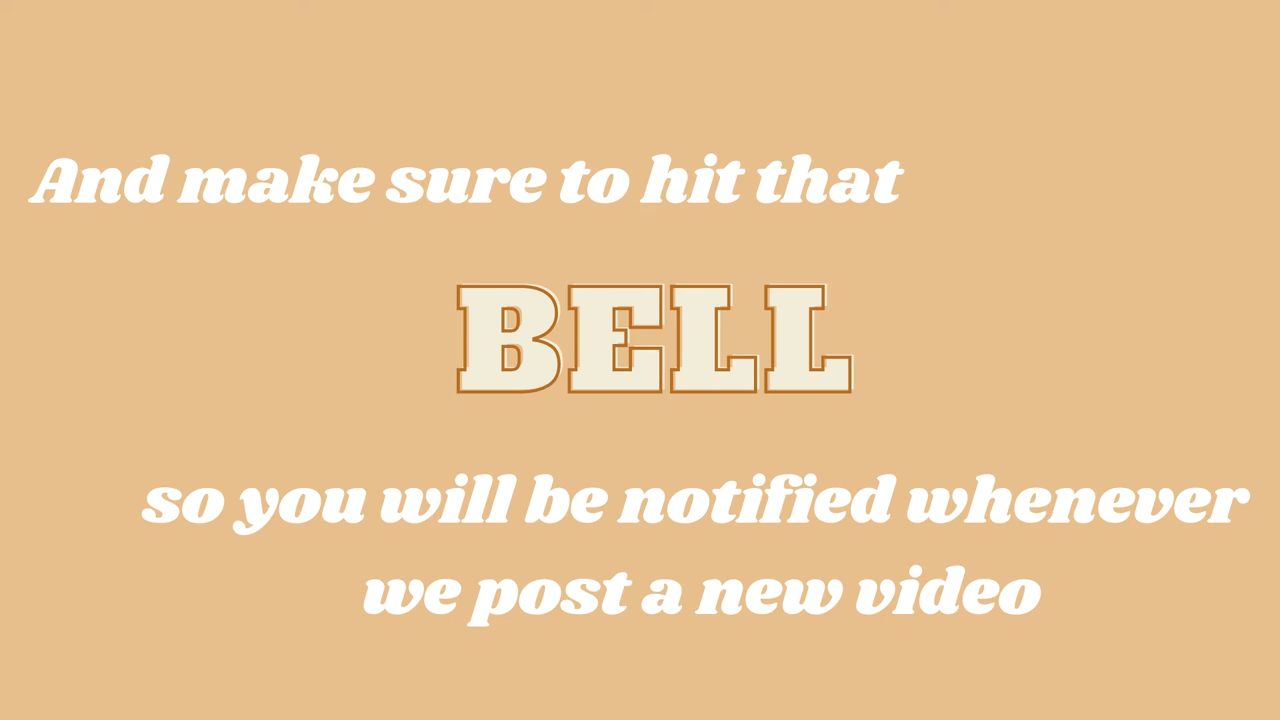 And make sure to hit that
BELL
so you will be notified whenever
we post a new video